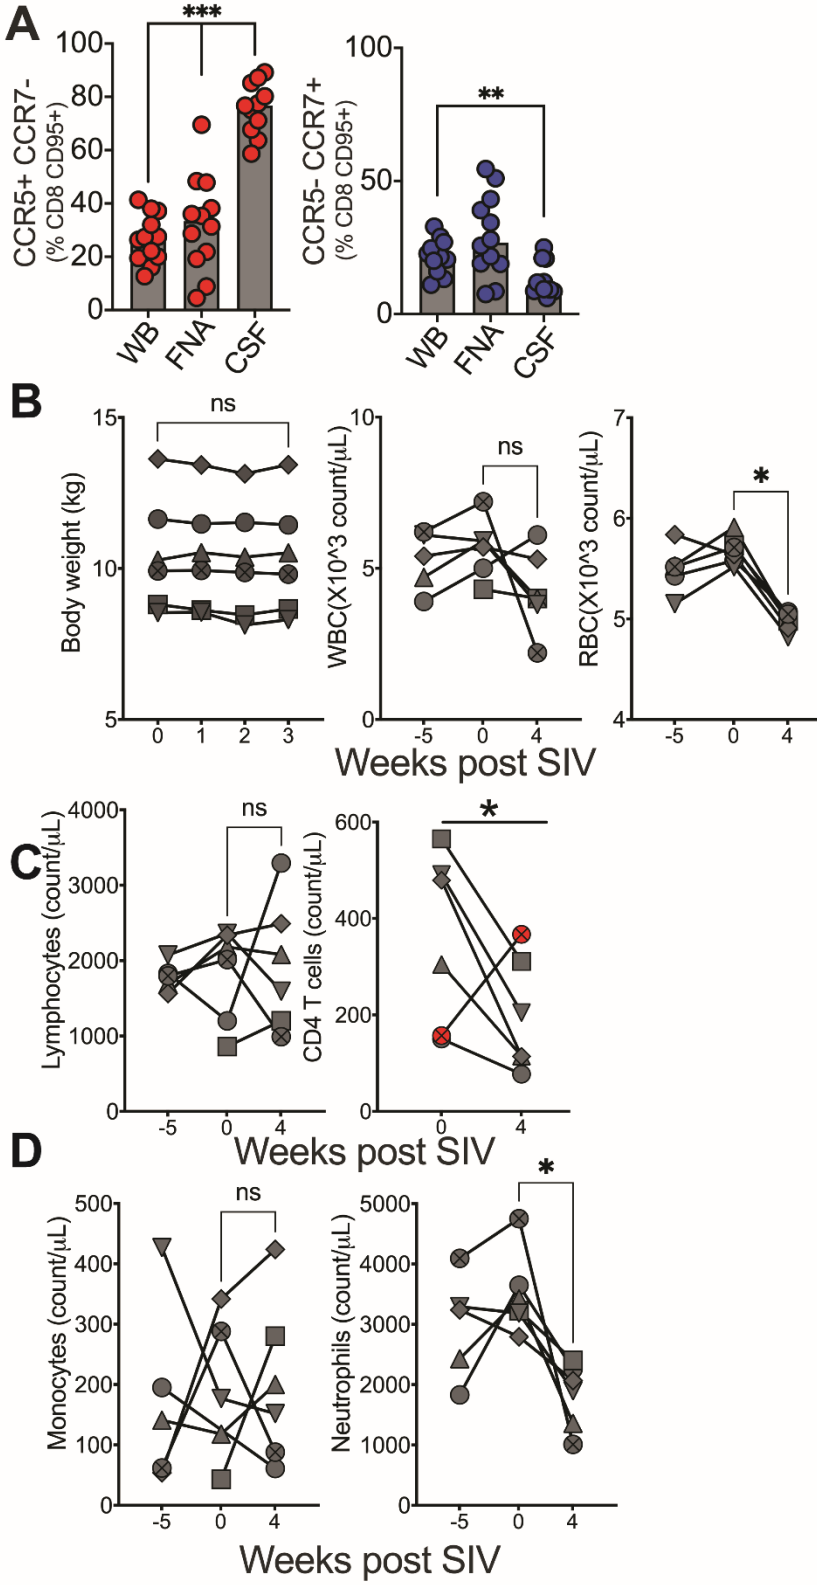 A
***
CCR5+ CCR7-
(% CD8 CD95+)
100
80
60
40
20
0
WB
FNA
CSF
**
CCR5- CCR7+
(% CD8 CD95+)
100
50
0
WB
FNA
CSF
B
ns
Body weight (kg)
15
10
5
0 1 2 3
ns
WBC(X10^3 count/μL)
10
5
0
-5 0 4
*
RBC(X10^3 count/μL)
7
6
5
4
-5 0 4
Weeks post SIV
C
ns
Lymphocytes (count/μL)
4000
3000
2000
1000
0
-5 0 4
*
CD4 T cells (count/μL)
600
400
200
0
0 4
Weeks post SIV
D
ns
Monocytes (count/μL)
500
400
300
200
100
0
-5 0 4
*
Neutrophils (count/μL)
5000
4000
3000
2000
1000
0
-5 0 4
Weeks post SIV